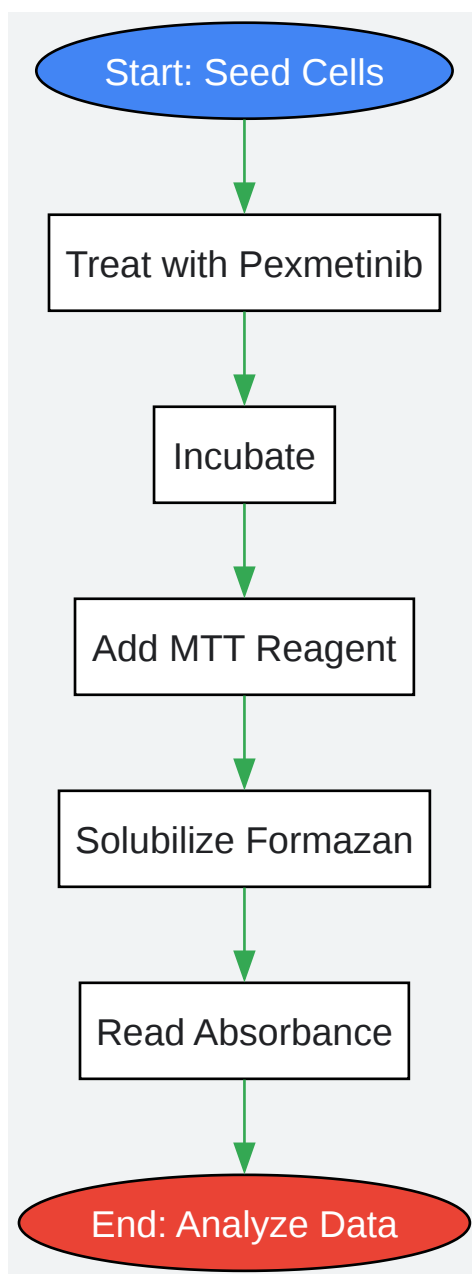 Start: Seed Cells
Treat with Pexmetinib
Incubate
Add MTT Reagent
Solubilize Formazan
Read Absorbance
End: Analyze Data